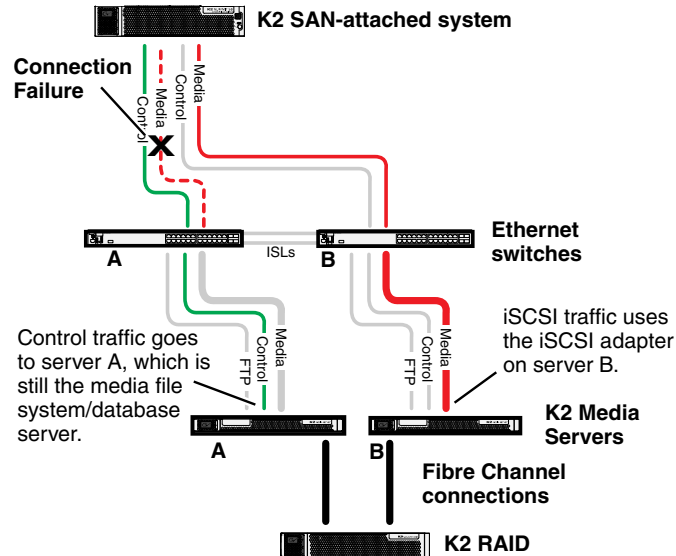 K2 SAN-attached system
Connection
Failure
Control
Media
Control
Media
Ethernet
switches
A
ISLs
B
Control traffic goes
to server A, which is
still the media file
system/database
server.
FTP
Control
Media
FTP
Control
Media
iSCSI traffic uses
the iSCSI adapter
on server B.
A
B
K2 Media
Servers
Fibre Channel
connections
K2 RAID